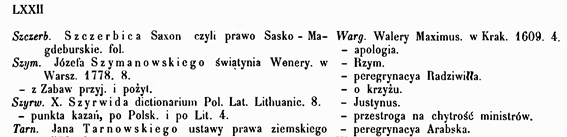 LXXII
Szczerb. Szczerbica Saxon czyli prawo Sasko - Ma-
gdeburskie. fol.
Szym. Józefa Szymanowskiego świątynia Wenery. w
Warsz. 1778. 8.
– z Zabaw przyj. i pożyt.
Szyrw. X. Szyrwida dictionarium Pol. Lat. Lithuanic. 8.
– punkta kazań, po Polsk. i po Lit. 4.
Tarn. Jana Tarnowskiego ustawy prawa ziemskiego
Warg. Walery Maximus. w Krak. 1609. 4.
– apologia.
– Rzym.
– peregrynacya Radziwiłła.
– o krzyżu.
– Justynus.
– przestroga na chytrość ministrów.
– peregrynacya Arabska.